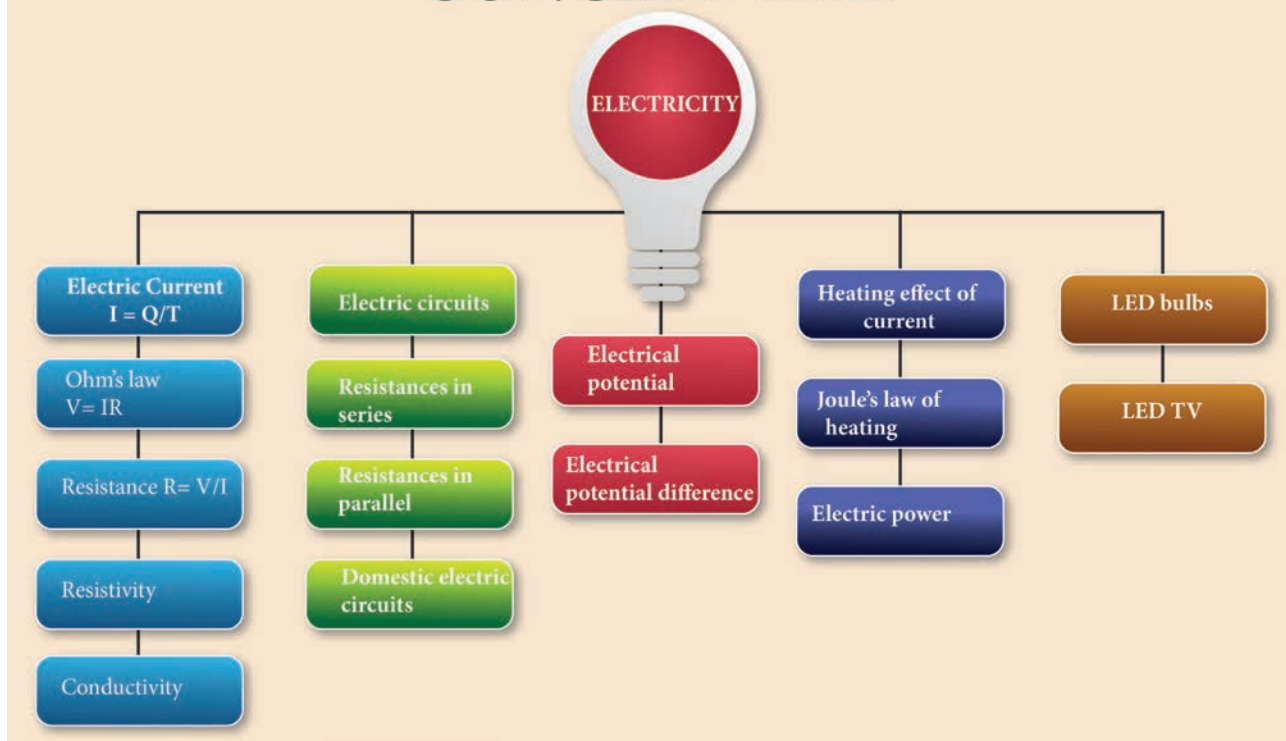 ELECTRICITY
Electric Current
I = Q/T
Ohm's law
V= IR
Resistance R= V/I
Resistivity
Conductivity
Electric circuits
Resistances in
series
Resistances in
parallel
Domestic electric
circuits
Electrical
potential
Electrical
potential difference
Heating effect of
current
Joule's law of
heating
Electric power
LED bulbs
LED TV